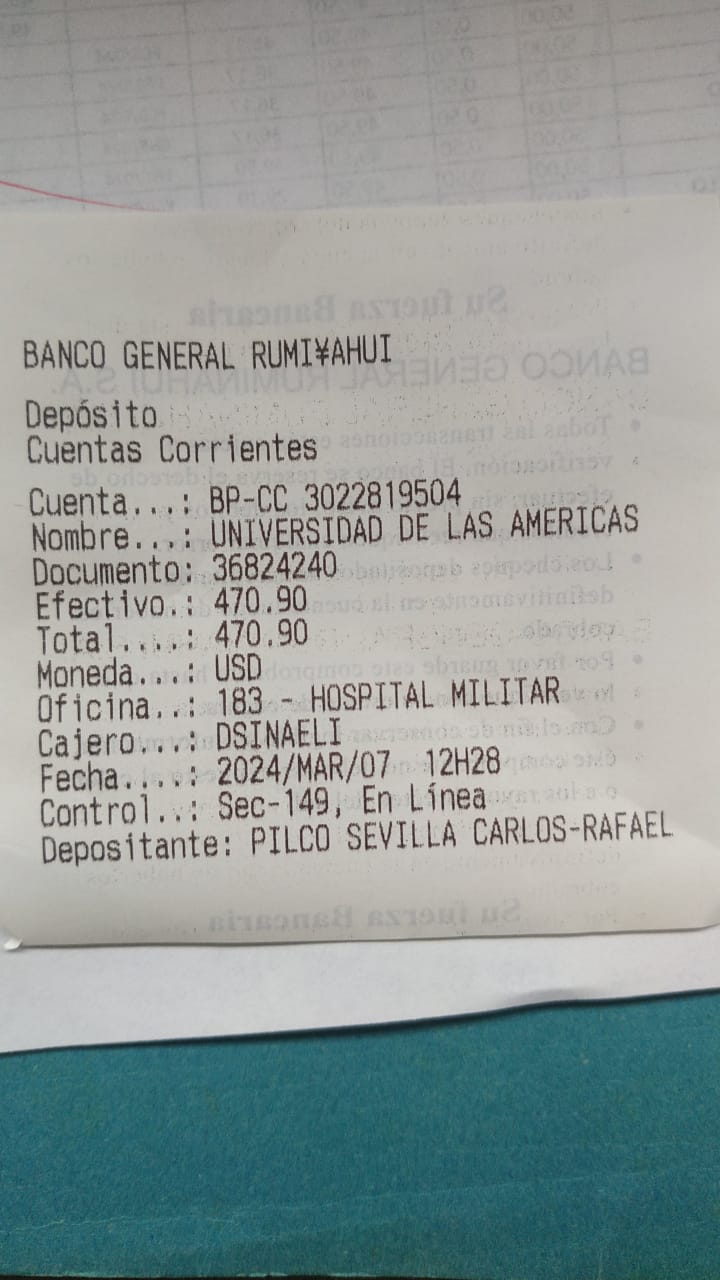 BANCO GENERAL RUMI¥AHUI
Depósito
Cuentas Corrientes
Cuenta...: BP-CC 3022819504
Nombre...: UNIVERSIDAD DE LAS AMERICAS
Documento: 36824240
Efectivo.: 470.90
Total....: 470.90
Moneda...: USD
Oficina..: 183 - HOSPITAL MILITAR
Cajero...: DSINAELI
Fecha....: 2024/MAR/07 12H28
Control..: Sec-149, En Línea
Depositante: PILCO SEVILLA CARLOS-RAFAEL